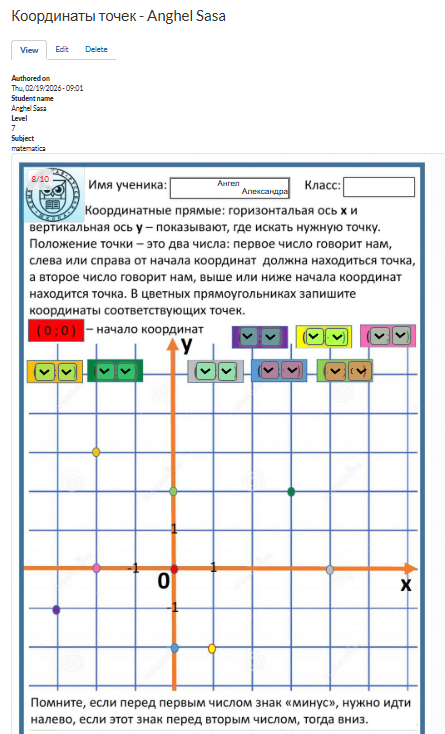 Координаты точек - Anghel Sasa
View Edit Delete
Authored on
Thu, 02/19/2026 - 09:01
Student name
Anghel Sasa
Level
7
Subject
matematica
8/10
Имя ученика: Ангел Александра Класс:
Координатные прямые: горизонтальая ось х и
вертикальная ось у – показывают, где искать нужную точку.
Положение точки – это два числа: первое число говорит нам,
слева или справа от начала координат должна находиться точка,
а второе число говорит нам, выше или ниже начала координат
находится точка. В цветных прямоугольниках запишите
координаты соответствующих точек.
( 0 ; 0 ) – начало координат
y
1
-1 0 1 x
-1
Помните, если перед первым числом знак «минус», нужно идти
налево, если этот знак перед вторым числом, тогда вниз.